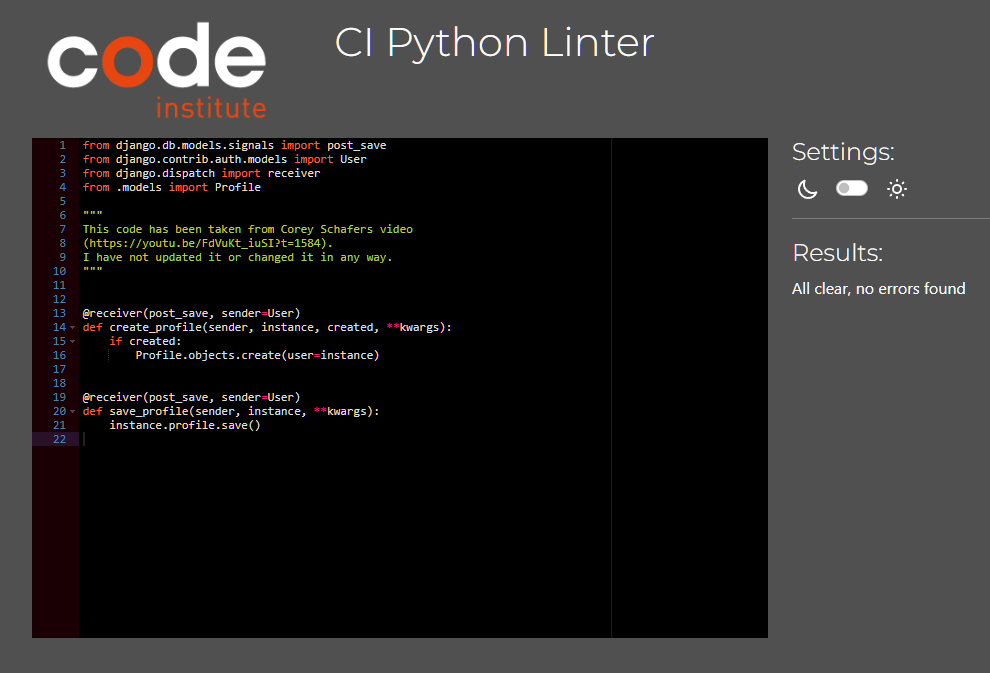 code
institute
CI Python Linter
1 from django.db.models.signals import post_save
2 from django.contrib.auth.models import User
3 from django.dispatch import receiver
4 from .models import Profile
5
6 """
7 This code has been taken from Corey Schafers video
8 (https://youtu.be/FdVuKt_iuSI?t=1584).
9 I have not updated it or changed it in any way.
10 """
11
12
13 @receiver(post_save, sender=User)
14 def create_profile(sender, instance, created, **kwargs):
15     if created:
16         Profile.objects.create(user=instance)
17
18
19 @receiver(post_save, sender=User)
20 def save_profile(sender, instance, **kwargs):
21     instance.profile.save()
22
Settings:
Results:
All clear, no errors found